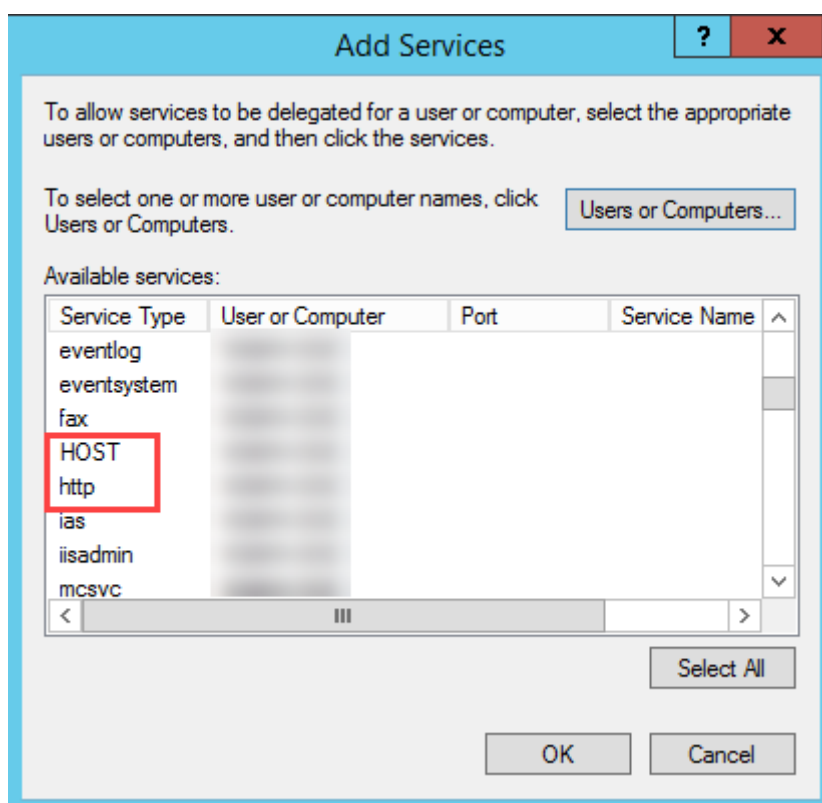 Add Services
?
x
To allow services to be delegated for a user or computer, select the appropriate
users or computers, and then click the services.
To select one or more user or computer names, click
Users or Computers.
Users or Computers...
Available services:
Service Type User or Computer Port Service Name
eventlog
eventsystem
fax
HOST
http
ias
iisadmin
mcsvc
Select All
OK Cancel